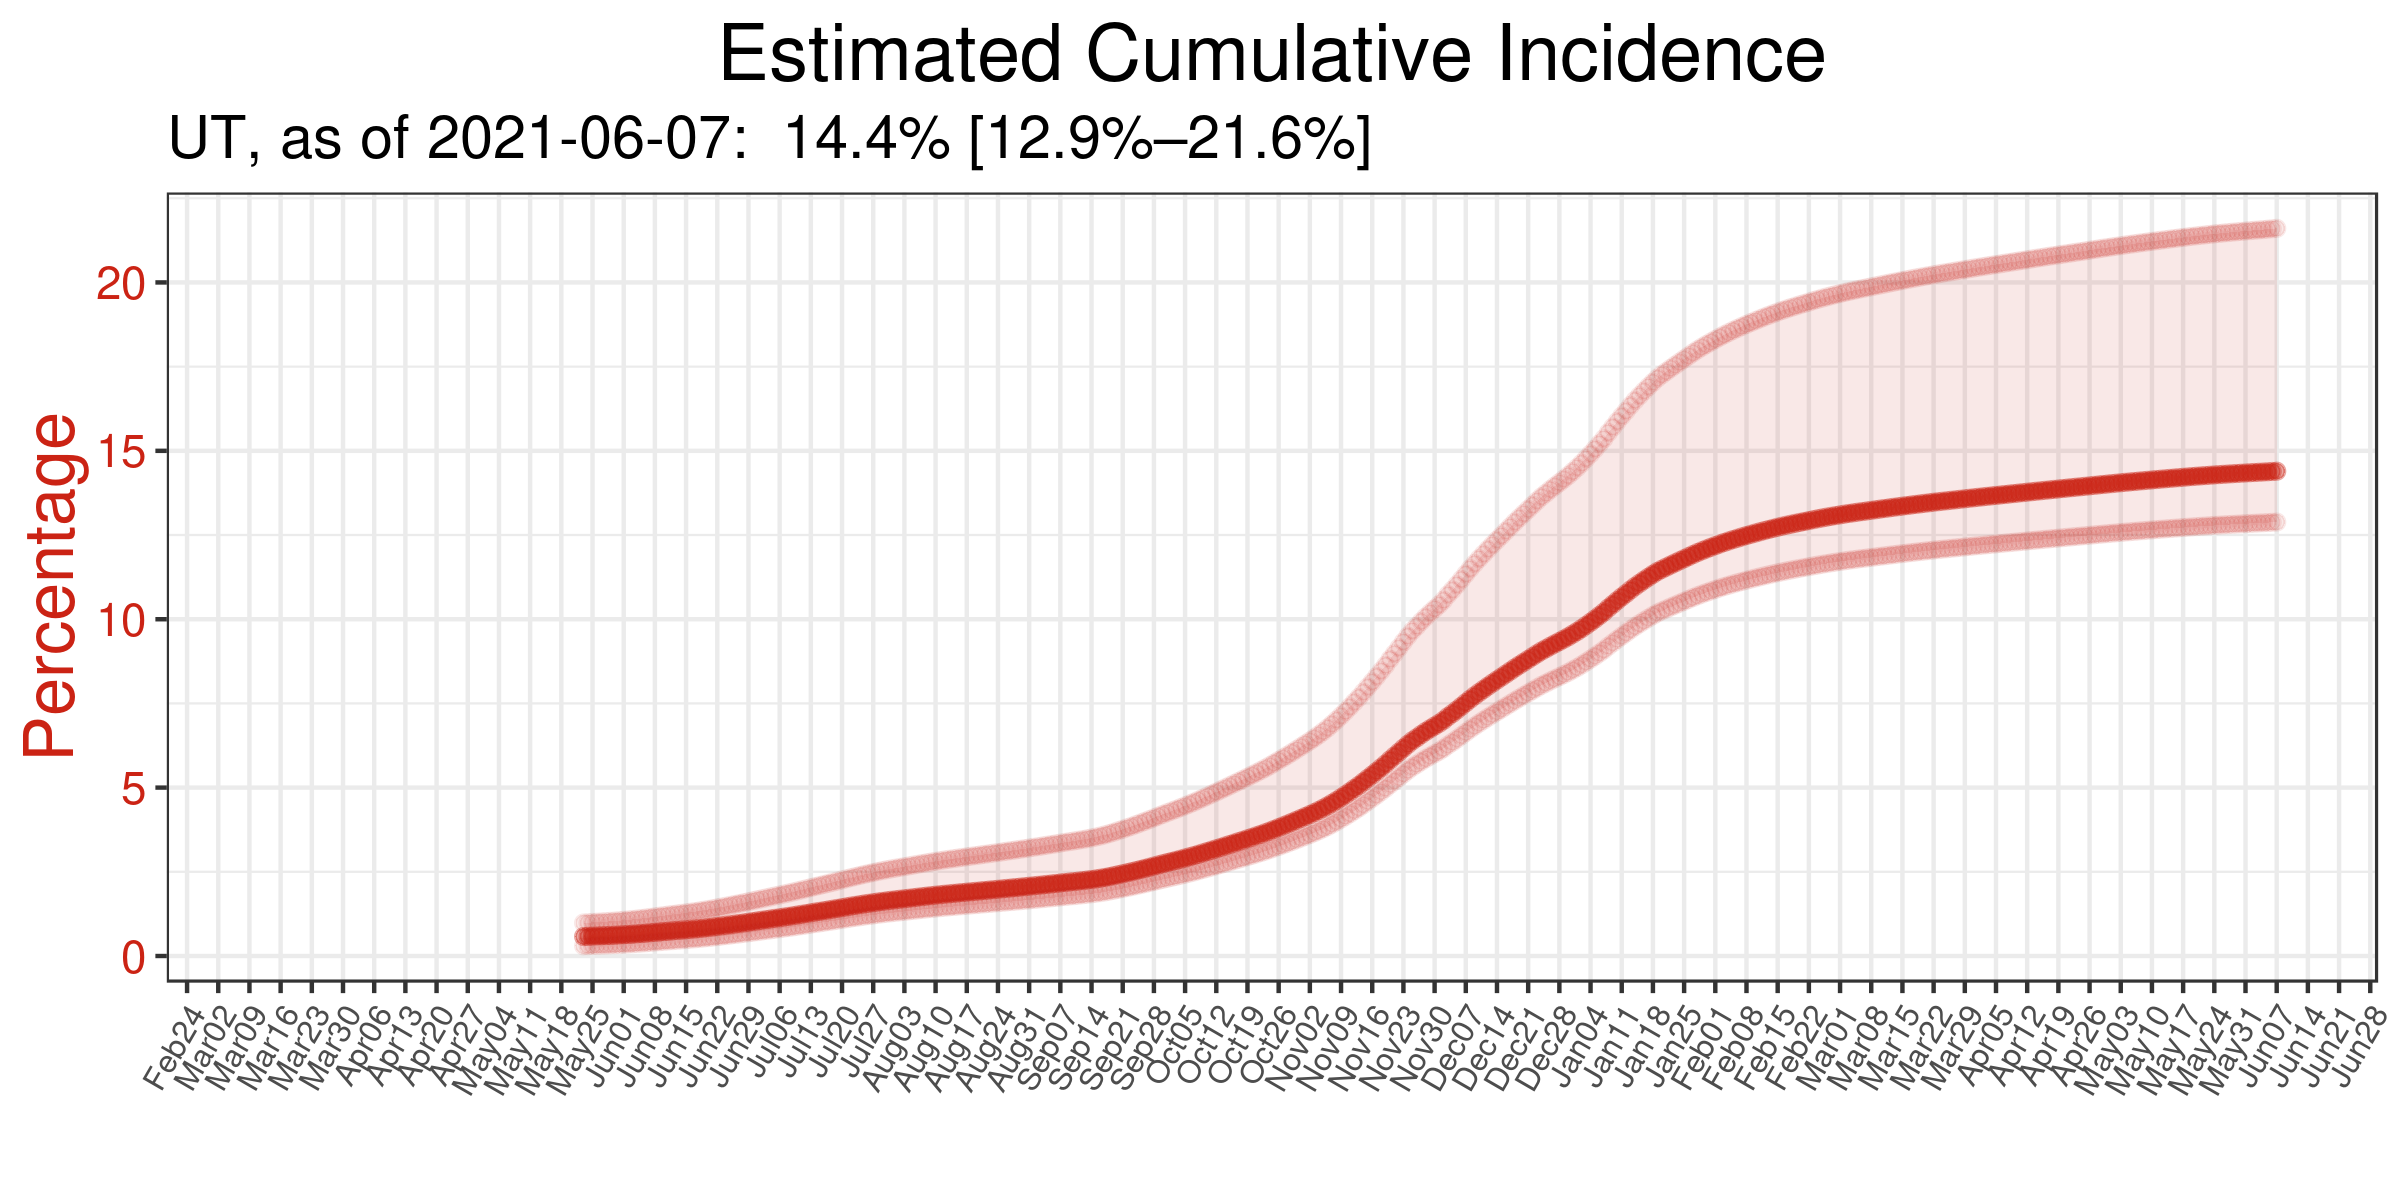 Estimated Cumulative Incidence
UT, as of 2021-06-07:  14.4% [12.9%–21.6%]
Percentage
20
15
10
5
0
Feb24
Mar02
Mar09
Mar16
Mar23
Mar30
Apr06
Apr13
Apr20
Apr27
May04
May11
May18
May25
Jun01
Jun08
Jun15
Jun22
Jun29
Jul06
Jul13
Jul20
Jul27
Aug03
Aug10
Aug17
Aug24
Aug31
Sep07
Sep14
Sep21
Sep28
Oct05
Oct12
Oct19
Oct26
Nov02
Nov09
Nov16
Nov23
Nov30
Dec07
Dec14
Dec21
Dec28
Jan04
Jan11
Jan18
Jan25
Feb01
Feb08
Feb15
Feb22
Mar01
Mar08
Mar15
Mar22
Mar29
Apr05
Apr12
Apr19
Apr26
May03
May10
May17
May24
May31
Jun07
Jun14
Jun21
Jun28